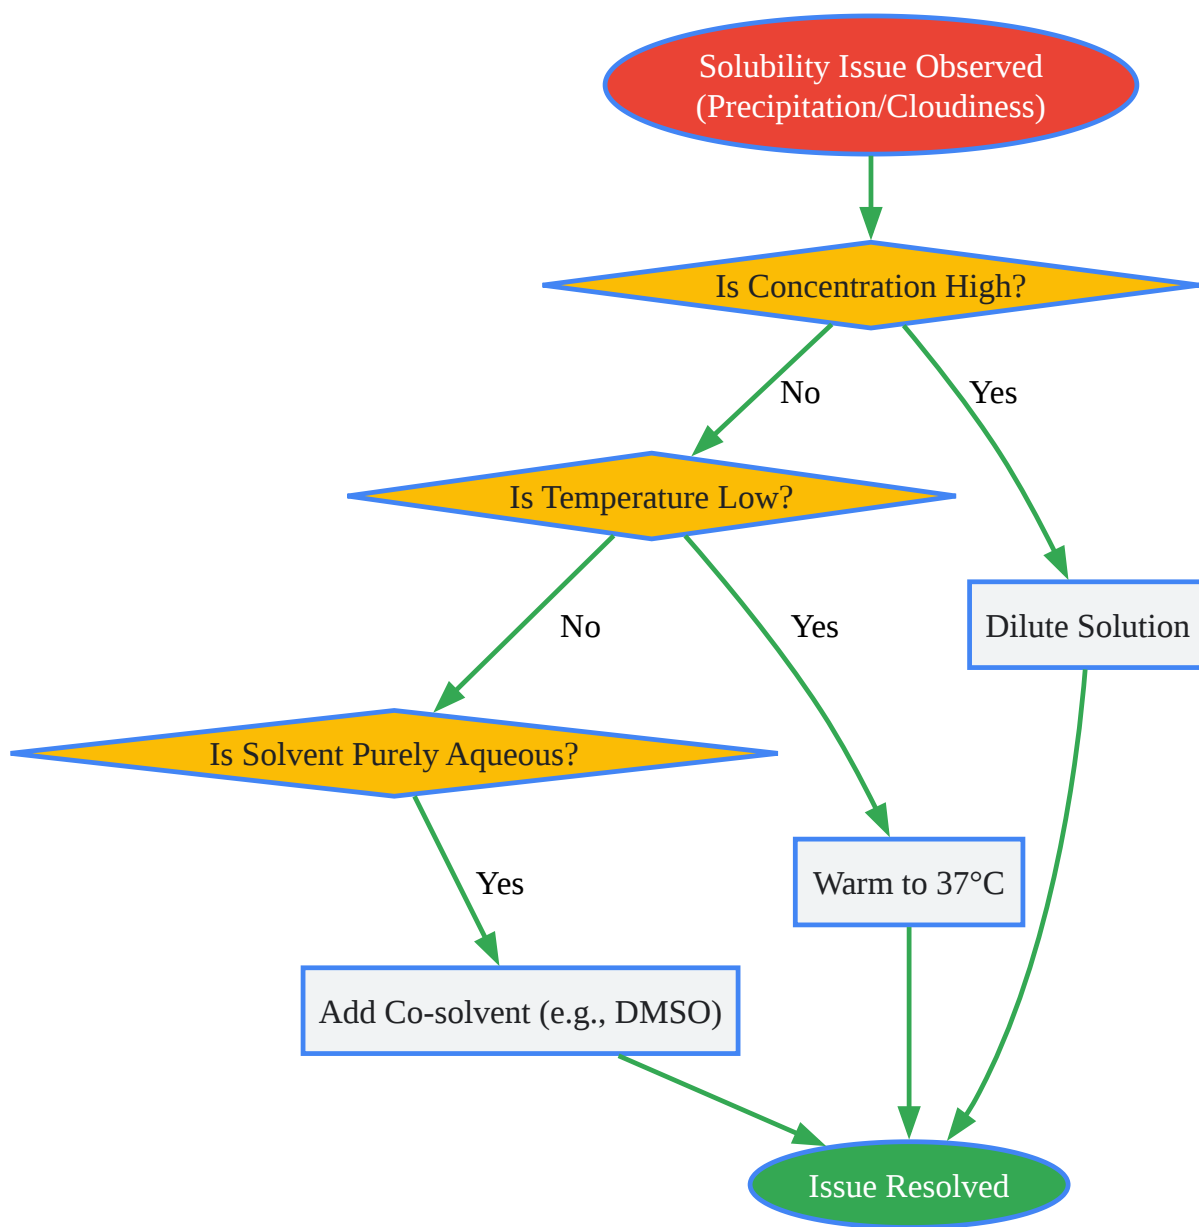 Solubility Issue Observed
(Precipitation/Cloudiness)
Is Concentration High?
No
Yes
Is Temperature Low?
No
Yes
Dilute Solution
Is Solvent Purely Aqueous?
Yes
Warm to 37°C
Add Co-solvent (e.g., DMSO)
Issue Resolved